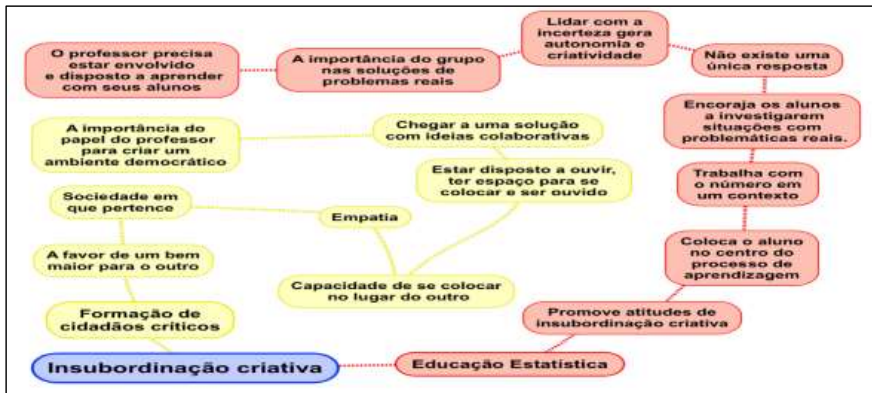 Lidar com a
incerteza gera
autonomia e
criatividade
O professor precisa
estar envolvido
e disposto a aprender
com seus alunos
A importância do grupo
nas soluções de
problemas reais
Não existe uma
única resposta
Encoraja os alunos
a investigarem
situações com
problemáticas reais.
A importância do
papel do professor
para criar um
ambiente democrático
Chegar a uma solução
com ideias colaborativas
Estar disposto a ouvir,
ter espaço para se
colocar e ser ouvido
Trabalha com
o número em
um contexto
Sociedade em
que pertence
Empatia
Coloca o aluno
no centro do
processo de
aprendizagem
A favor de um bem
maior para o outro
Capacidade de se colocar
no lugar do outro
Formação de
cidadãos críticos
Promove atitudes de
insubordinação criativa
Insubordinação criativa
Educação Estatística